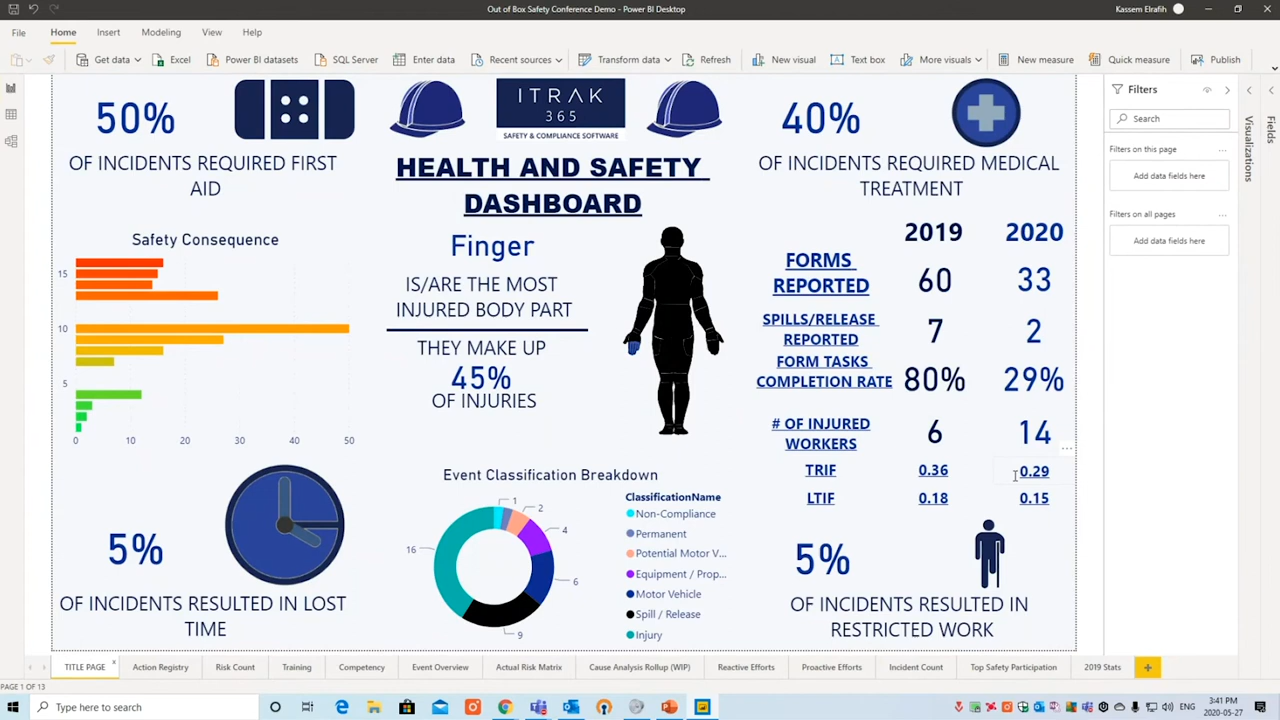 Out of Box Safety Conference Demo - Power BI Desktop
Kassem Elrafih
File
Home
Insert
Modeling
View
Help
Get data
Excel
Power BI datasets
SQL Server
Enter data
Recent sources
Transform data
Refresh
New visual
Text box
More visuals
New measure
Quick measure
Publish
50%
OF INCIDENTS REQUIRED FIRST
AID
ITRAK
365
SAFETY & COMPLIANCE SOFTWARE
HEALTH AND SAFETY
DASHBOARD
40%
OF INCIDENTS REQUIRED MEDICAL
TREATMENT
Safety Consequence
15
10
5
0
10
20
30
40
50
Finger
IS/ARE THE MOST
INJURED BODY PART
THEY MAKE UP
45%
OF INJURIES
2019 2020
FORMS
REPORTED
60 33
SPILLS/RELEASE
REPORTED
7 2
FORM TASKS
COMPLETION RATE
80% 29%
# OF INJURED
WORKERS
6 14
TRIF 0.36 0.29
LTIF 0.18 0.15
5%
OF INCIDENTS RESULTED IN LOST
TIME
Event Classification Breakdown
1
2
4
6
9
16
ClassificationName
Non-Compliance
Permanent
Potential Motor V...
Equipment / Prop...
Motor Vehicle
Spill / Release
Injury
5%
OF INCIDENTS RESULTED IN
RESTRICTED WORK
Filters
Search
Filters on this page
...
Add data fields here
Filters on all pages
...
Add data fields here
Visualizations
Fields
TITLE PAGE
Action Registry
Risk Count
Training
Competency
Event Overview
Actual Risk Matrix
Cause Analysis Rollup (WIP)
Reactive Efforts
Proactive Efforts
Incident Count
Top Safety Participation
2019 Stats
PAGE 1 OF 13
Type here to search
ENG
3:41 PM
2020-05-27